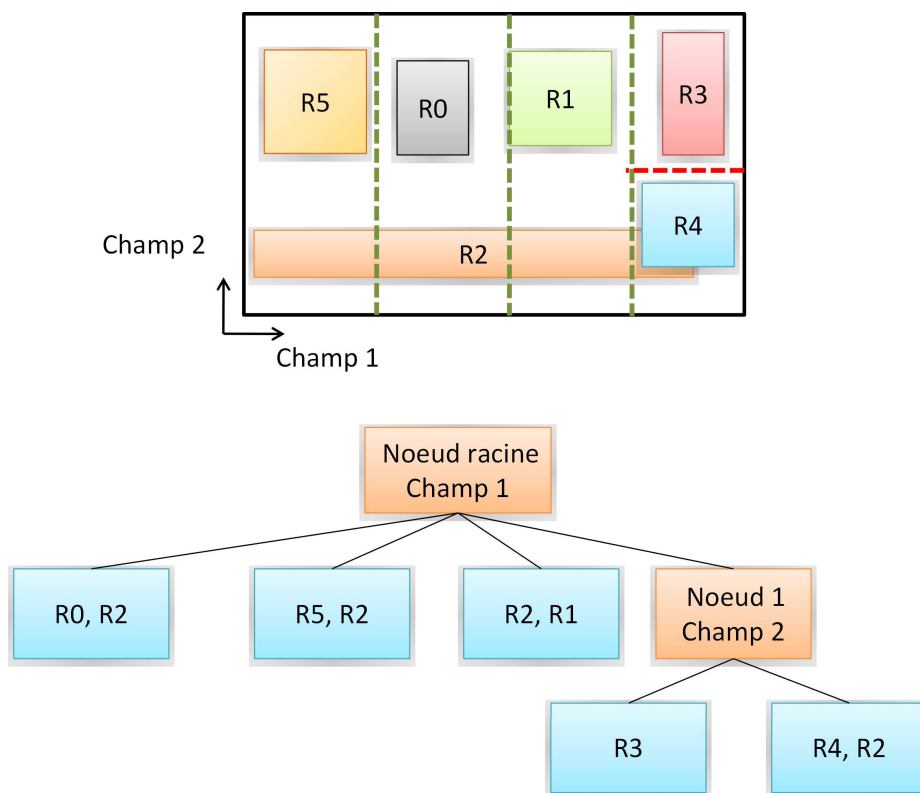 R5
R0
R1
R3
R4
Champ 2
R2
Champ 1
Noeud racine
Champ 1
R0, R2
R5, R2
R2, R1
Noeud 1
Champ 2
R3
R4, R2